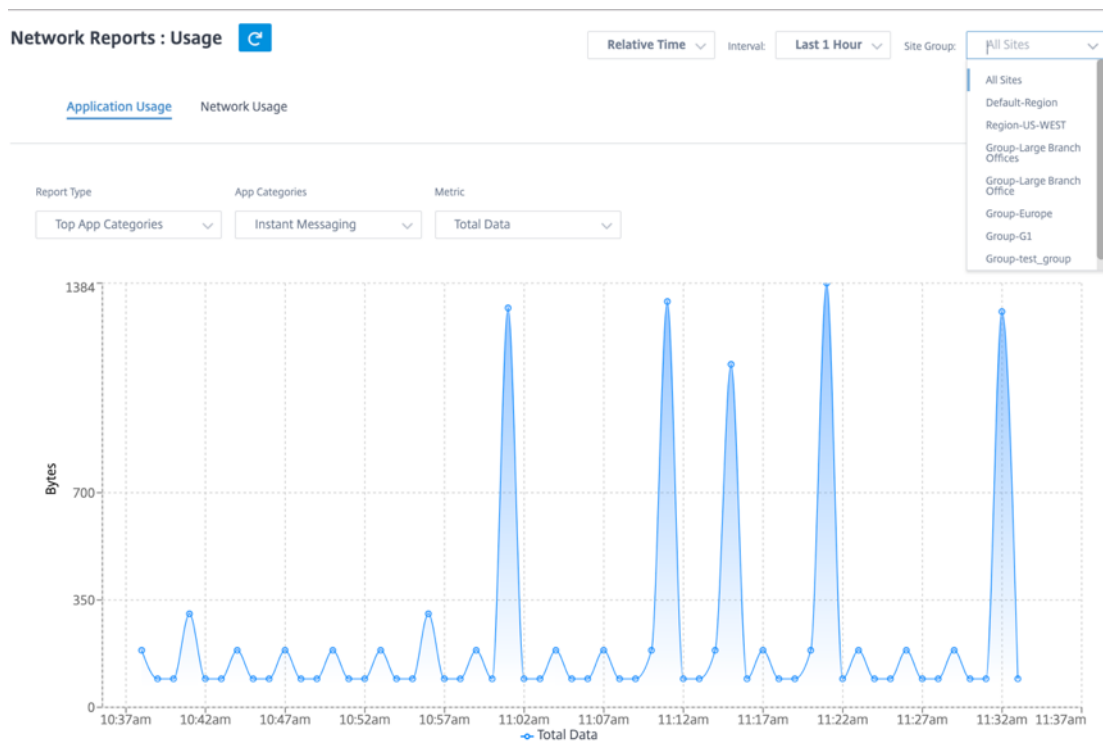 Network Reports : Usage
Relative Time
Interval:
Last 1 Hour
Site Group:
All Sites
All Sites
Default-Region
Region-US-WEST
Group-Large Branch
Offices
Group-Large Branch
Office
Group-Europe
Group-G1
Group-test_group
Application Usage
Network Usage
Report Type
App Categories
Metric
Top App Categories
Instant Messaging
Total Data
1384
700
350
0
Bytes
10:37am
10:42am
10:47am
10:52am
10:57am
11:02am
11:07am
11:12am
11:17am
11:22am
11:27am
11:32am
11:37am
Total Data